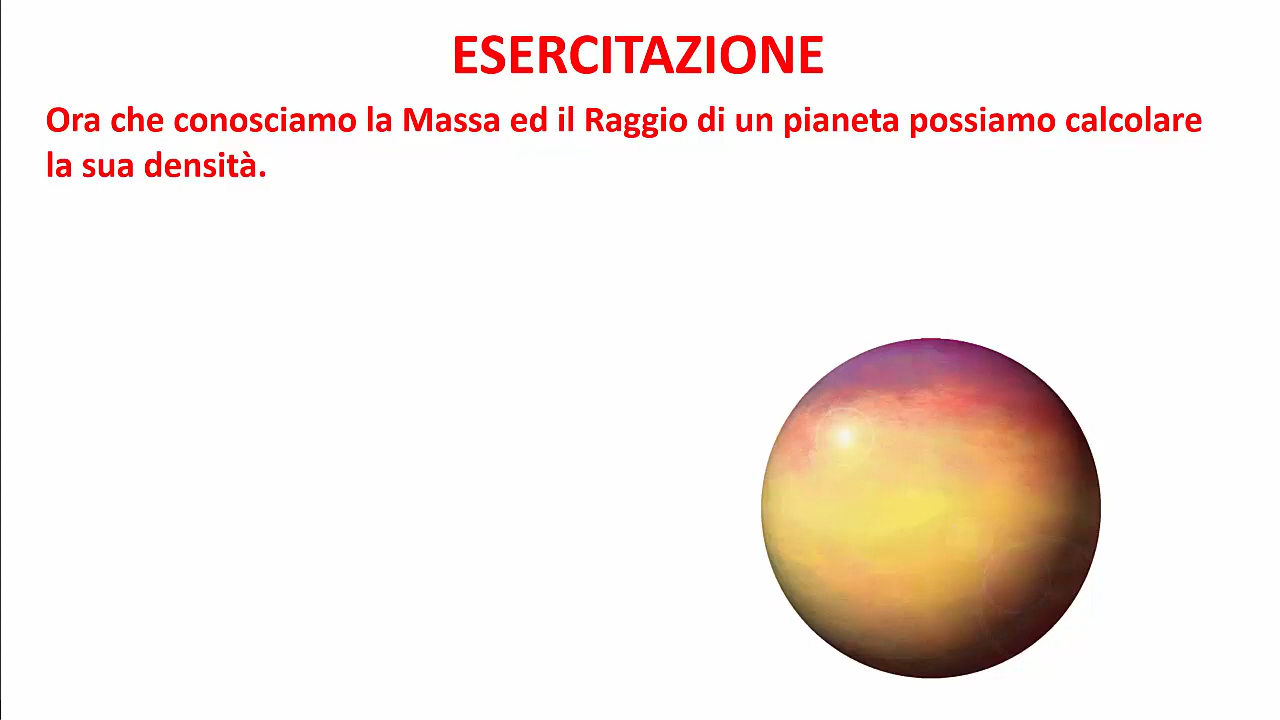 ESERCITAZIONE
Ora che conosciamo la Massa ed il Raggio di un pianeta possiamo calcolare
la sua densità.